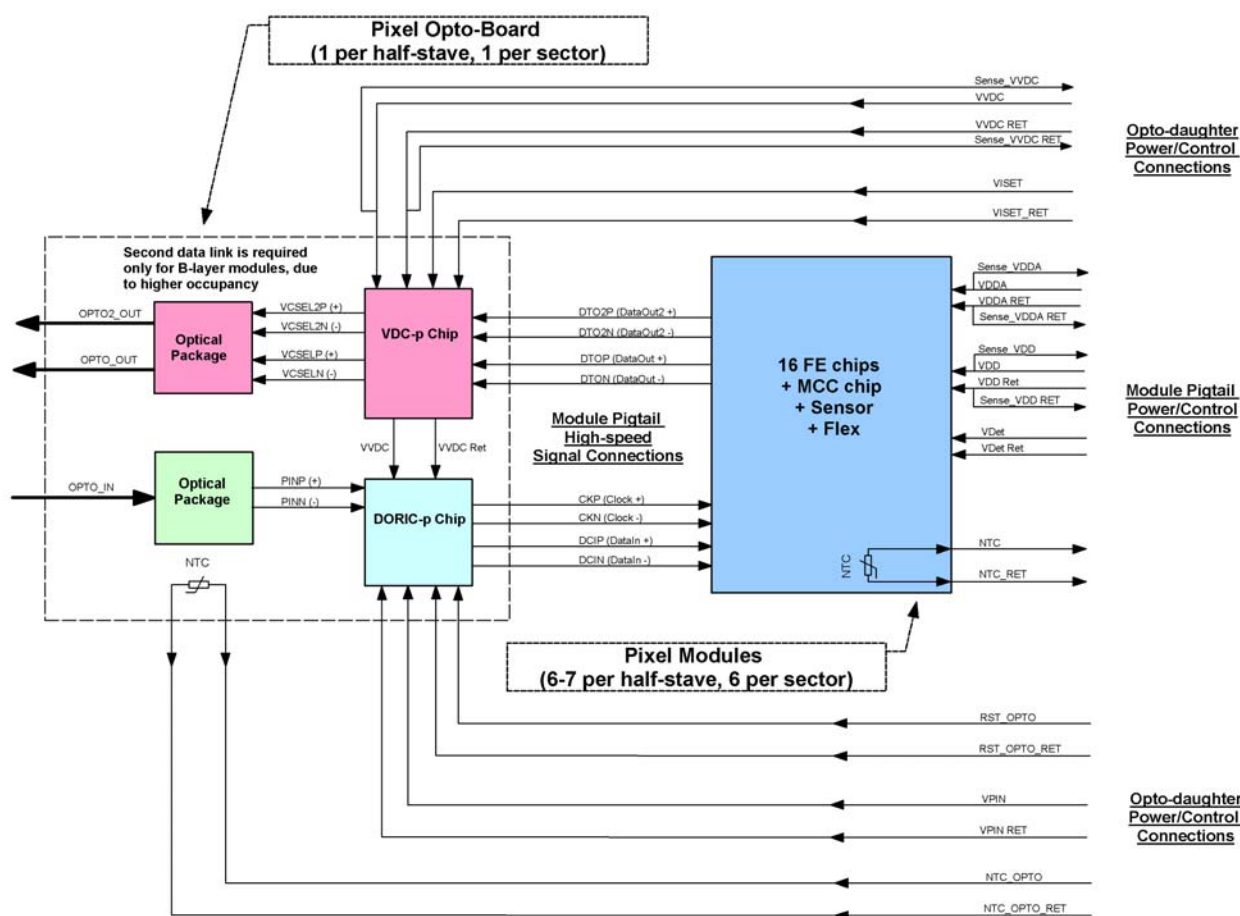 Pixel Opto-Board
(1 per half-stave, 1 per sector)
Sense_VVDC
VVDC
VVDC RET
Sense_VVDC RET
VISET
VISET_RET
Opto-daughter
Power/Control
Connections
Second data link is required
only for B-layer modules, due
to higher occupancy
OPTO2_OUT
OPTO_OUT
Optical
Package
VCSEL2P (+)
VCSEL2N (-)
VCSELP (+)
VCSELN (-)
VDC-p Chip
DTO2P (DataOut2 +)
DTO2N (DataOut2 -)
DTOP (DataOut +)
DTON (DataOut -)
16 FE chips
+ MCC chip
+ Sensor
+ Flex
Sense_VDDA
VDDA
VDDA RET
Sense_VDDA RET
Sense_VDD
VDD
VDD Ret
Sense_VDD RET
VDet
VDet Ret
Module Pigtail
Power/Control
Connections
VVDC
VVDC Ret
Module Pigtail
High-speed
Signal Connections
OPTO_IN
Optical
Package
PINP (+)
PINN (-)
DORIC-p Chip
CKP (Clock +)
CKN (Clock -)
DCIP (DataIn +)
DCIN (DataIn -)
NTC
NTC
NTC_RET
NTC
Pixel Modules
(6-7 per half-stave, 6 per sector)
RST_OPTO
RST_OPTO_RET
VPIN
VPIN RET
Opto-daughter
Power/Control
Connections
NTC_OPTO
NTC_OPTO_RET